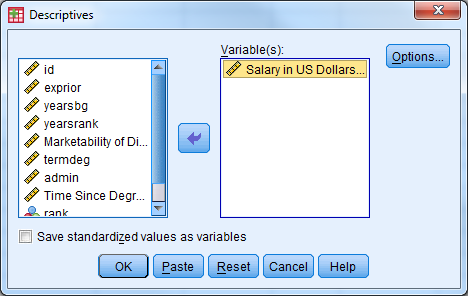 Descriptives
Variable(s):
id
exprior
yearsbg
yearsrank
Marketability of Di...
termdeg
admin
Time Since Degr...
rank
Salary in US Dollars...
Options...
Save standardized values as variables
OK Paste Reset Cancel Help